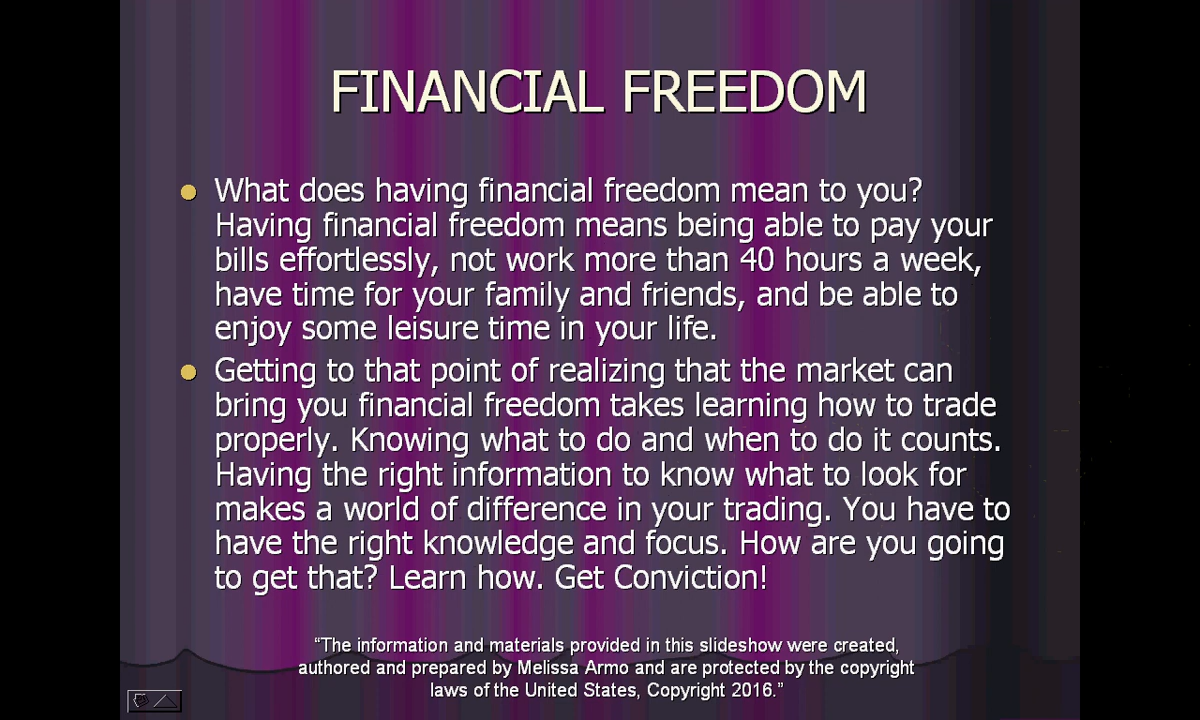 FINANCIAL FREEDOM
What does having financial freedom mean to you?
Having financial freedom means being able to pay your
bills effortlessly, not work more than 40 hours a week,
have time for your family and friends, and be able to
enjoy some leisure time in your life.
Getting to that point of realizing that the market can
bring you financial freedom takes learning how to trade
properly. Knowing what to do and when to do it counts.
Having the right information to know what to look for
makes a world of difference in your trading. You have to
have the right knowledge and focus. How are you going
to get that? Learn how. Get Conviction!
“The information and materials provided in this slideshow were created,
authored and prepared by Melissa Armo and are protected by the copyright
laws of the United States, Copyright 2016.”